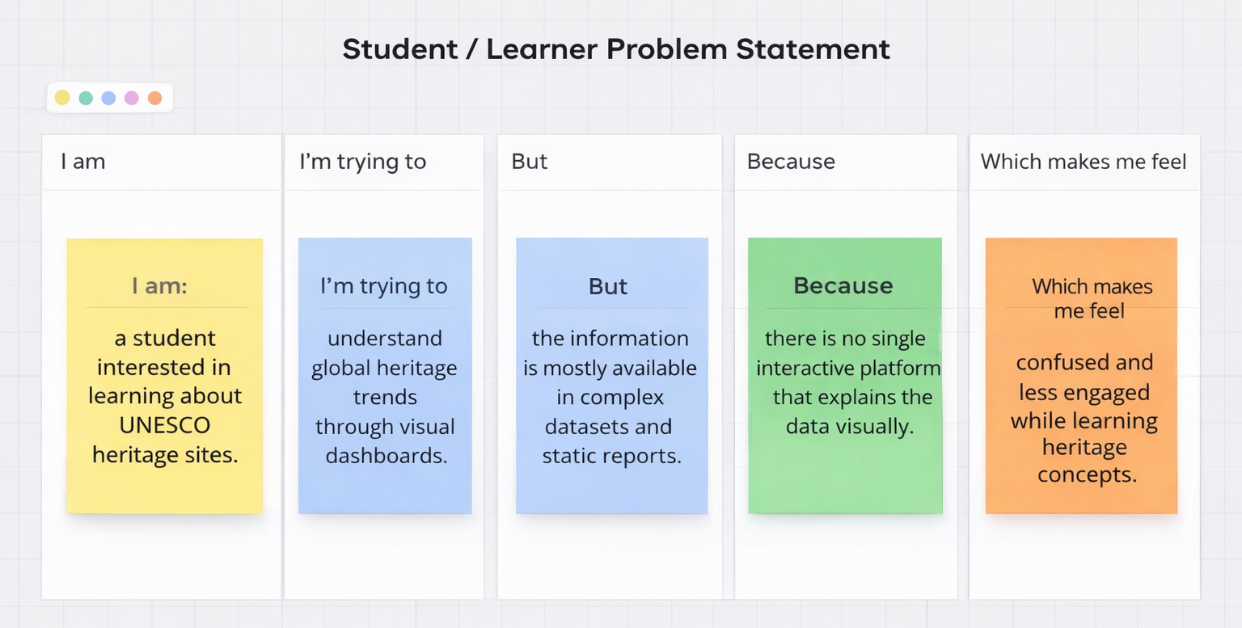 Student / Learner Problem Statement
I am
I'm trying to
But
Because
Which makes me feel
I am:
a student
interested in
learning about
UNESCO
heritage sites.
I'm trying to
understand
global heritage
trends
through visual
dashboards.
But
the information
is mostly available
in complex
datasets and
static reports.
Because
there is no single
interactive platform
that explains the
data visually.
Which makes
me feel
confused and
less engaged
while learning
heritage
concepts.